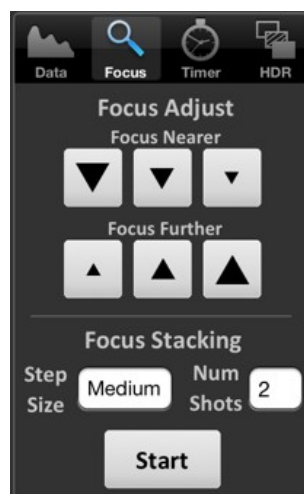 Data Focus Timer HDR
Focus Adjust
Focus Nearer
Focus Further
Focus Stacking
Step Size Medium Num Shots 2
Start